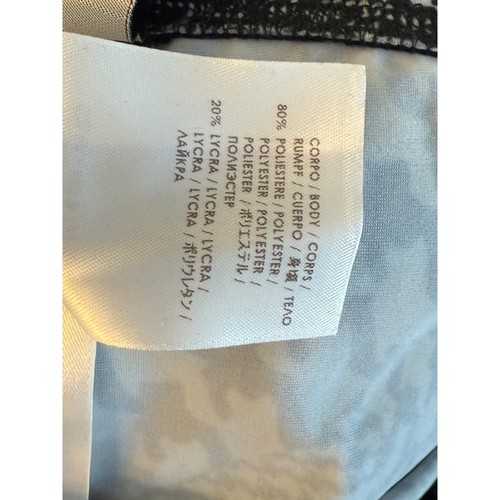 CORPO / BODY / CORPS /
RUMPF / CUERPO / 身頃 / ТЕЛО
80% POLIESTERE / POLYESTER /
POLYESTER / POLYESTER /
POLIESTER / ポリエステル /
ПОЛИЭСТЕР
20% LYCRA / LYCRA /
LYCRA / LYCRA /
LYCRA / ポリウレタン /
ЛАЙКРА